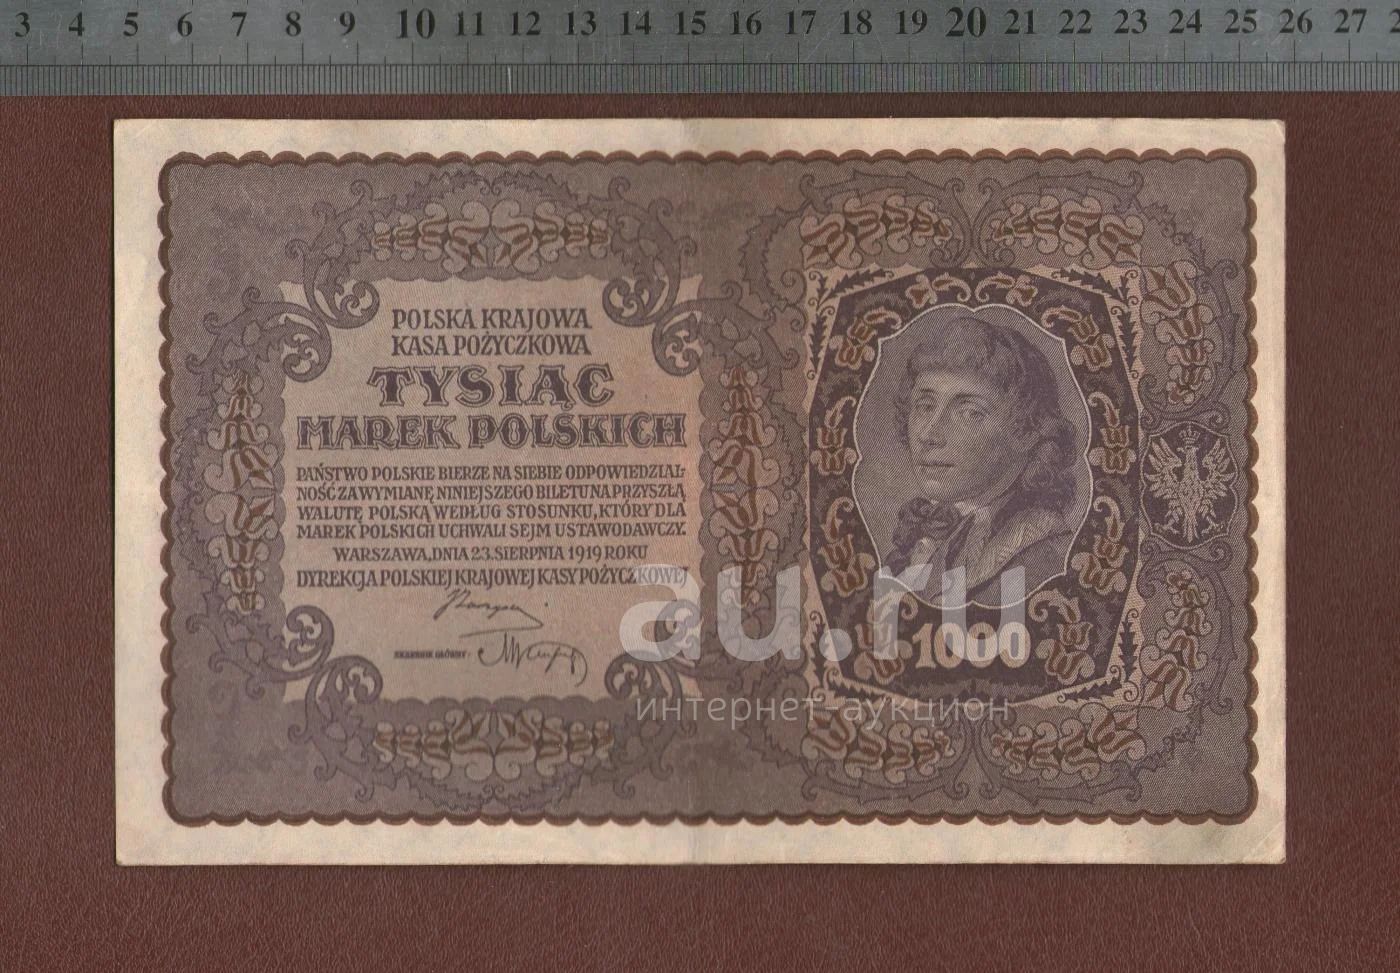 3 4 5 6 7 8 9 10 11 12 13 14 15 16 17 18 19 20 21 22 23 24 25 26 27
POLSKA KRAJOWA
KASA POŻYCZKOWA
TYSIĄC
MAREK POLSKICH
PAŃSTWO POLSKIE BIERZE NA SIEBIE ODPOWIEDZIAL-
NOŚĆ ZA WYMIANĘ NINIEJSZEGO BILETU NA PRZYSZŁĄ
WALUTĘ POLSKĄ WEDŁUG STOSUNKU, KTÓRY DLA
MAREK POLSKICH UCHWALI SEJM USTAWODAWCZY.
WARSZAWA, DNIA 23. SIERPNIA 1919 ROKU
DYREKCJA POLSKIEJ KRAJOWEJ KASY POŻYCZKOWEJ
SKARBNIK GŁÓWNY
1000
au.ru
интернет-аукцион